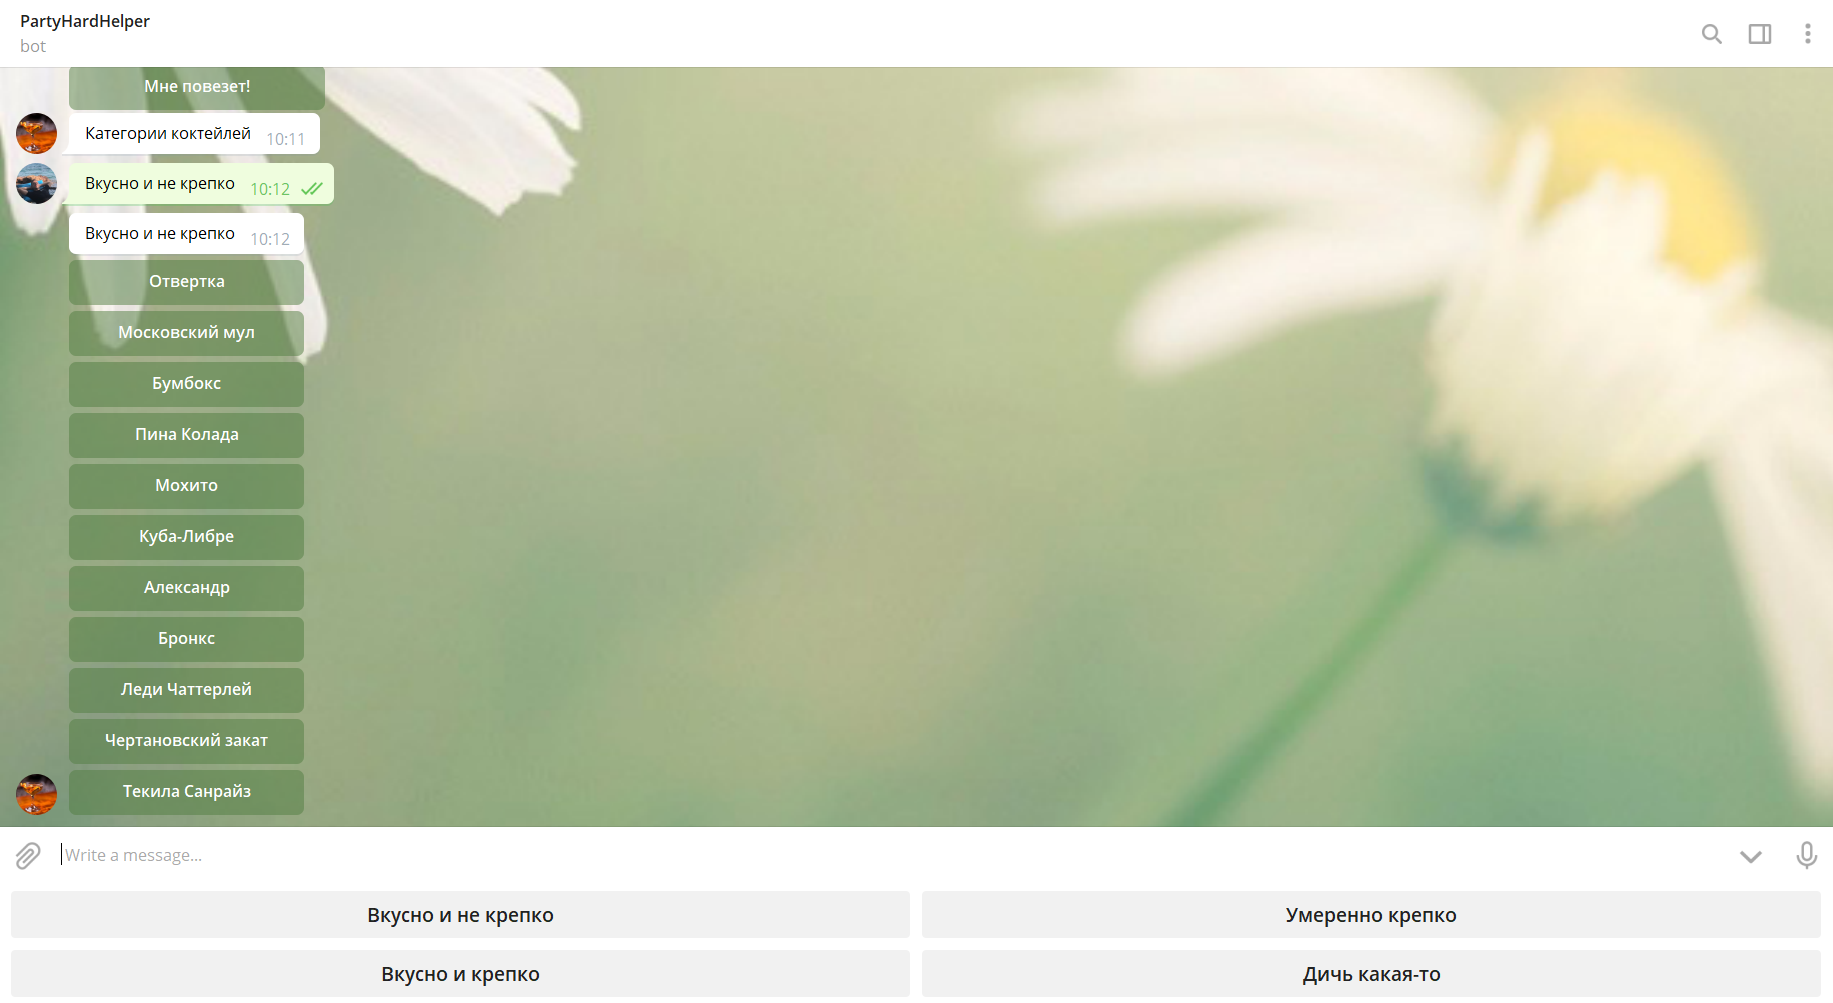 PartyHardHelper
bot
Мне повезет!
Категории коктейлей 10:11
Вкусно и не крепко 10:12
Вкусно и не крепко 10:12
Отвертка
Московский мул
Бумбокс
Пина Колада
Мохито
Куба-Либре
Александр
Бронкс
Леди Чаттерлей
Чертановский закат
Текила Санрайз
Write a message...
Вкусно и не крепко
Умеренно крепко
Вкусно и крепко
Дичь какая-то